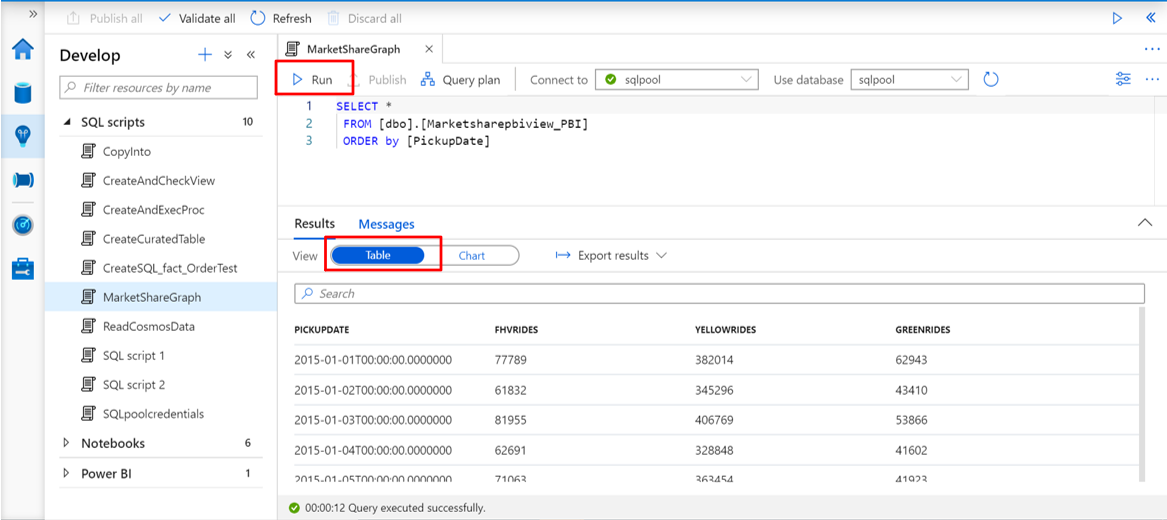 Publish all Validate all Refresh Discard all
Develop
Filter resources by name
SQL scripts 10
CopyInto
CreateAndCheckView
CreateAndExecProc
CreateCuratedTable
CreateSQL_fact_OrderTest
MarketShareGraph
ReadCosmosData
SQL script 1
SQL script 2
SQLpoolcredentials
Notebooks 6
Power BI 1
MarketShareGraph
Run Publish Query plan Connect to sqlpool Use database sqlpool
1 SELECT *
2 FROM [dbo].[Marketsharepbiview_PBI]
3 ORDER by [PickupDate]
Results Messages
View Table Chart Export results
Search
PICKUPDATE FHVRIDES YELLOWRIDES GREENRIDES
2015-01-01T00:00:00.0000000 77789 382014 62943
2015-01-02T00:00:00.0000000 61832 345296 43410
2015-01-03T00:00:00.0000000 81955 406769 53866
2015-01-04T00:00:00.0000000 62691 328848 41602
2015-01-05T00:00:00.0000000 71063 363454 41923
00:00:12 Query executed successfully.